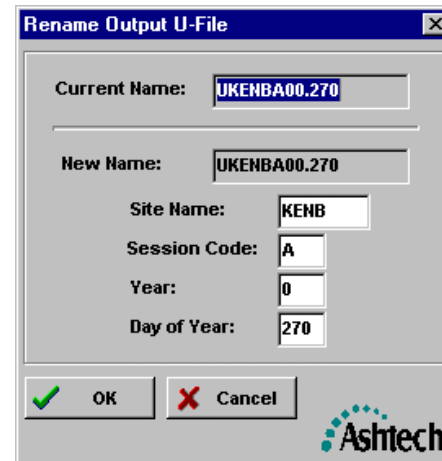 Rename Output U-File
Current Name: UKENBA00.270
New Name: UKENBA00.270
Site Name: KENB
Session Code: A
Year: 0
Day of Year: 270
OK Cancel
Ashtech